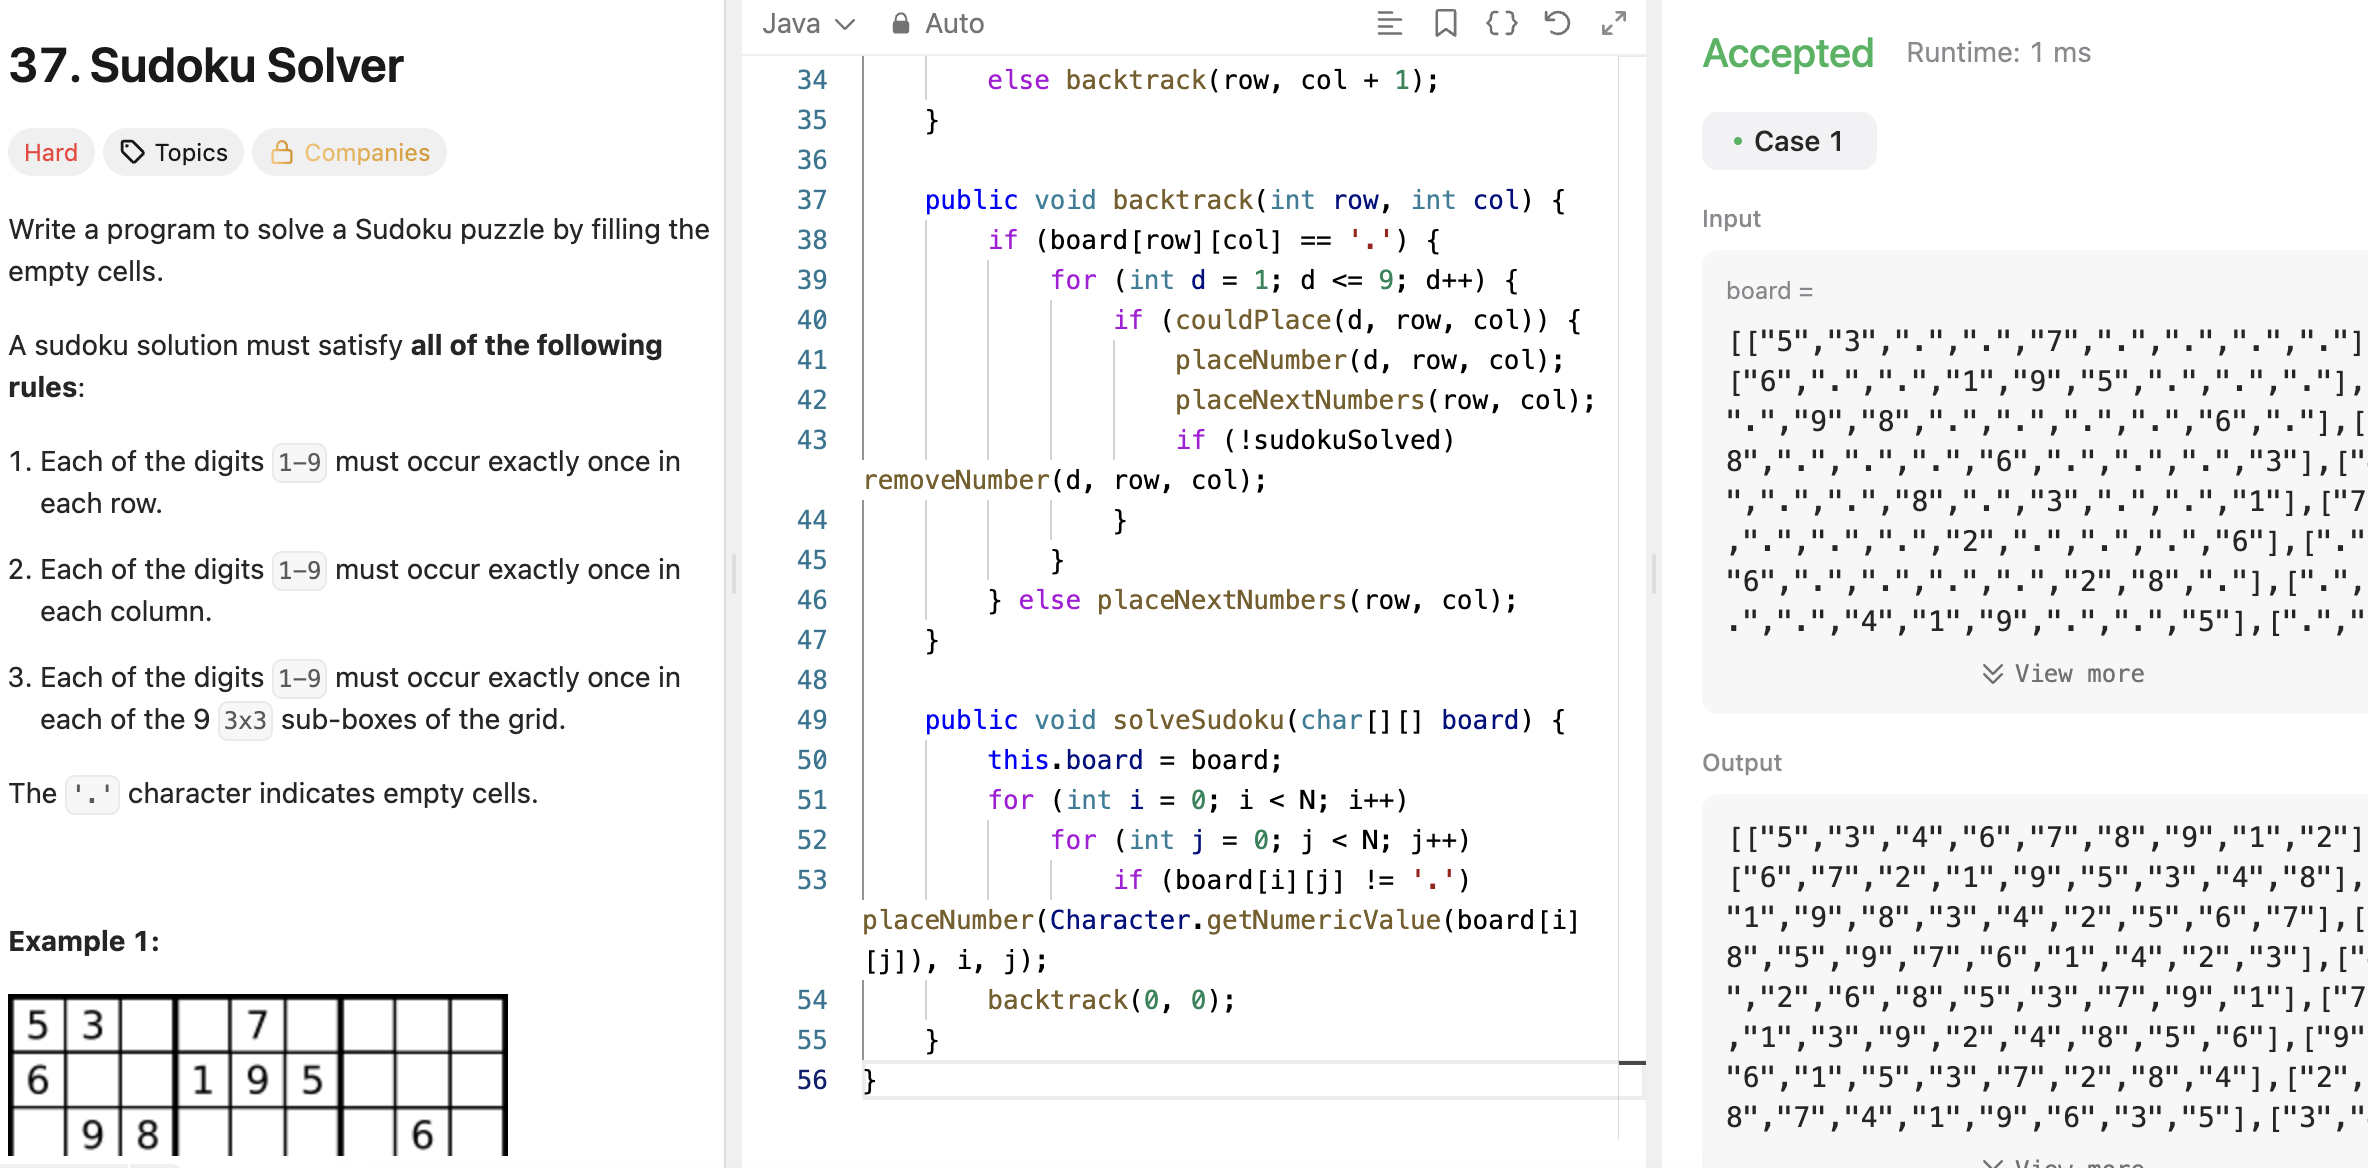 37. Sudoku Solver
Hard Topics Companies
Write a program to solve a Sudoku puzzle by filling the
empty cells.
A sudoku solution must satisfy all of the following
rules:
1. Each of the digits 1-9 must occur exactly once in
each row.
2. Each of the digits 1-9 must occur exactly once in
each column.
3. Each of the digits 1-9 must occur exactly once in
each of the 9 3x3 sub-boxes of the grid.
The '.' character indicates empty cells.
Example 1:
5 3 7
6 1 9 5
9 8 6
Java Auto
34 else backtrack(row, col + 1);
35 }
36
37 public void backtrack(int row, int col) {
38 if (board[row][col] == '.') {
39 for (int d = 1; d <= 9; d++) {
40 if (couldPlace(d, row, col)) {
41 placeNumber(d, row, col);
42 placeNextNumbers(row, col);
43 if (!sudokuSolved)
removeNumber(d, row, col);
44 }
45 }
46 } else placeNextNumbers(row, col);
47 }
48
49 public void solveSudoku(char[][] board) {
50 this.board = board;
51 for (int i = 0; i < N; i++)
52 for (int j = 0; j < N; j++)
53 if (board[i][j] != '.')
placeNumber(Character.getNumericValue(board[i]
[j]), i, j);
54 backtrack(0, 0);
55 }
56 }
Accepted Runtime: 1 ms
Case 1
Input
board =
[["5","3",".",".","7",".",".",".","."]
["6",".",".","1","9","5",".",".","."],
".","9","8",".",".",".",".","6","."],[
8",".",".",".","6",".",".",".","3"],["
",".",".","8",".","3",".",".","1"],["7
,".",".",".","2",".",".",".","6"],["."
"6",".",".",".",".","2","8","."],[".",
.",".","4","1","9",".",".","5"],[".","
View more
Output
[["5","3","4","6","7","8","9","1","2"]
["6","7","2","1","9","5","3","4","8"],
"1","9","8","3","4","2","5","6","7"],[
8","5","9","7","6","1","4","2","3"],["
","2","6","8","5","3","7","9","1"],["7
,"1","3","9","2","4","8","5","6"],["9"
"6","1","5","3","7","2","8","4"],["2",
8","7","4","1","9","6","3","5"],["3","
View more